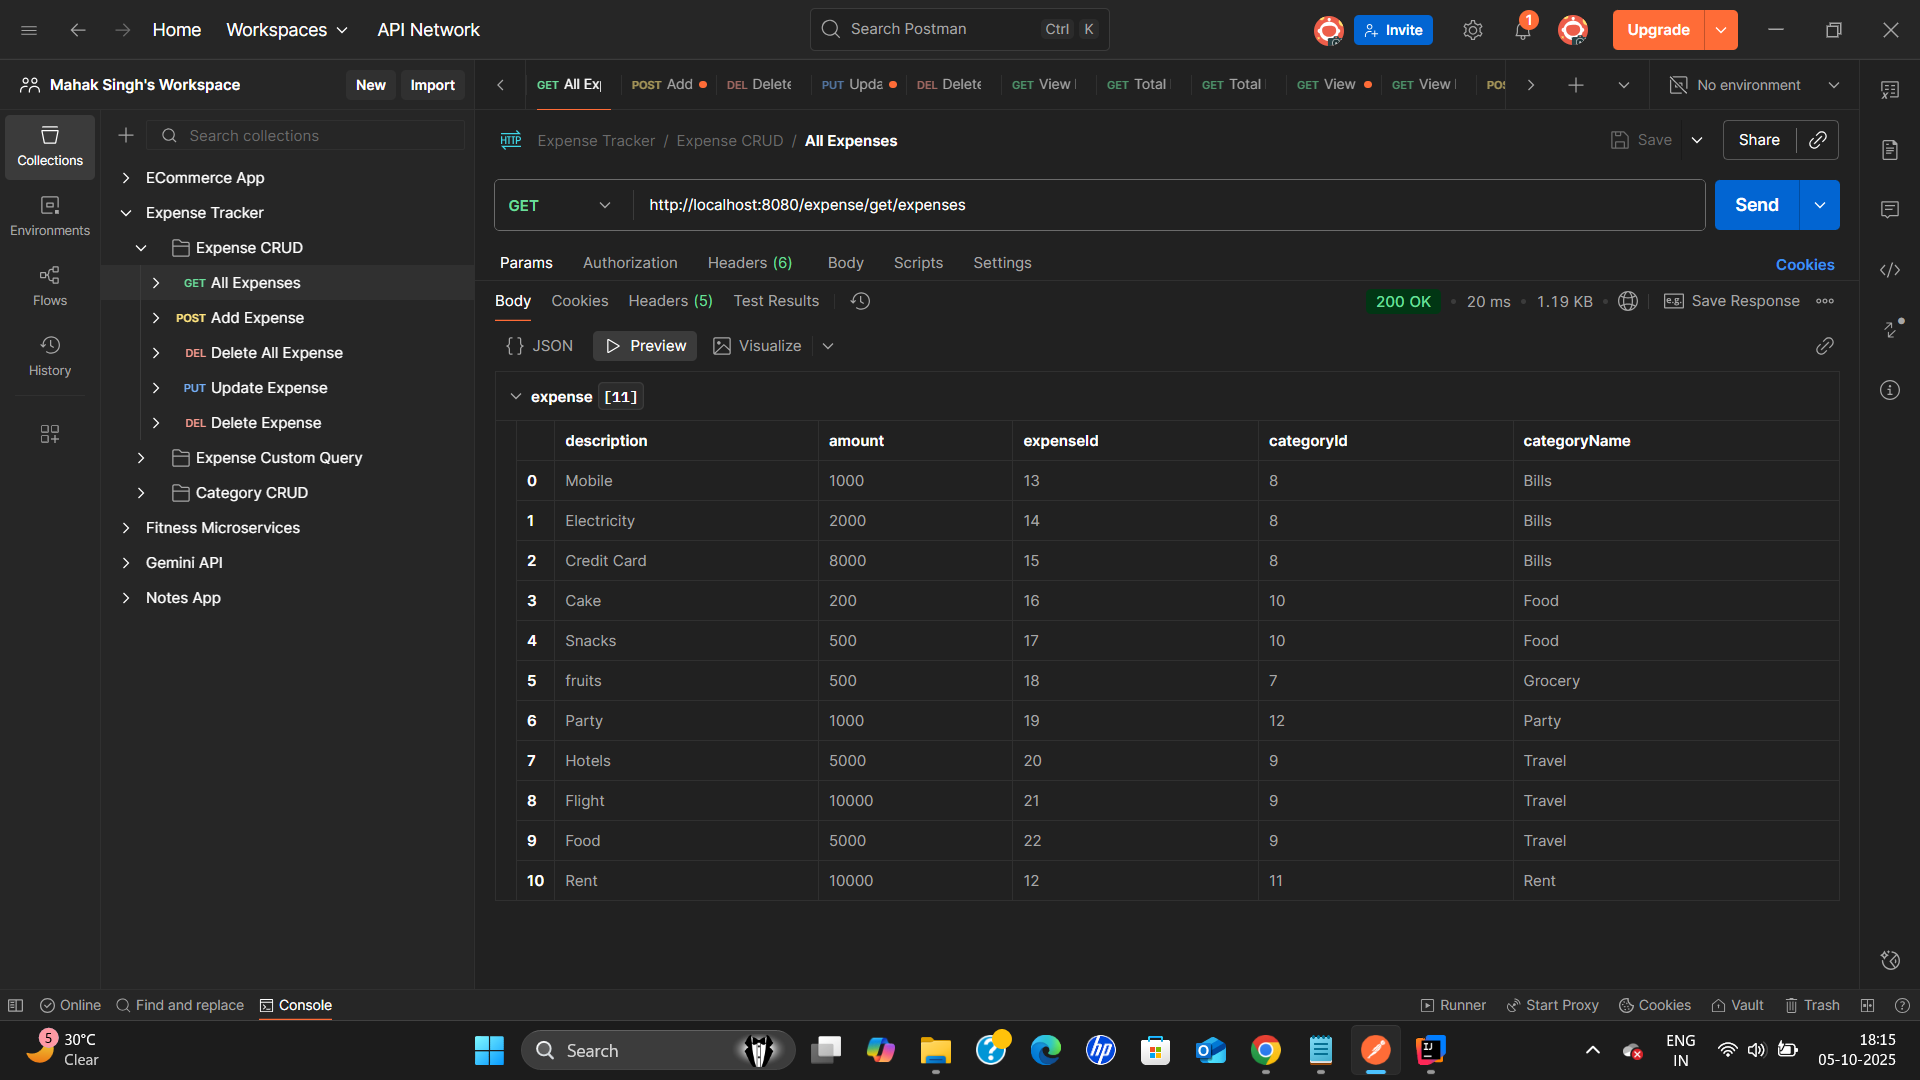 Home
Workspaces
API Network
Search Postman
Ctrl K
Invite
1
Upgrade
Mahak Singh's Workspace
New
Import
GET All Ex
POST Add
DEL Delete
PUT Upda
DEL Delete
GET View
GET Total
GET Total
GET View
GET View
POS
No environment
Collections
Environments
Flows
History
Search collections
ECommerce App
Expense Tracker
Expense CRUD
GET All Expenses
POST Add Expense
DEL Delete All Expense
PUT Update Expense
DEL Delete Expense
Expense Custom Query
Category CRUD
Fitness Microservices
Gemini API
Notes App
HTTP Expense Tracker / Expense CRUD / All Expenses
Save
Share
GET http://localhost:8080/expense/get/expenses
Send
Params Authorization Headers (6) Body Scripts Settings
Cookies
Body Cookies Headers (5) Test Results
200 OK • 20 ms • 1.19 KB
e.g. Save Response
{} JSON Preview Visualize
expense [11]
description amount expenseId categoryId categoryName
0 Mobile 1000 13 8 Bills
1 Electricity 2000 14 8 Bills
2 Credit Card 8000 15 8 Bills
3 Cake 200 16 10 Food
4 Snacks 500 17 10 Food
5 fruits 500 18 7 Grocery
6 Party 1000 19 12 Party
7 Hotels 5000 20 9 Travel
8 Flight 10000 21 9 Travel
9 Food 5000 22 9 Travel
10 Rent 10000 12 11 Rent
Online Find and replace Console
Runner Start Proxy Cookies Vault Trash
5
30°C
Clear
Search
hp
IJ
ENG
IN
18:15
05-10-2025